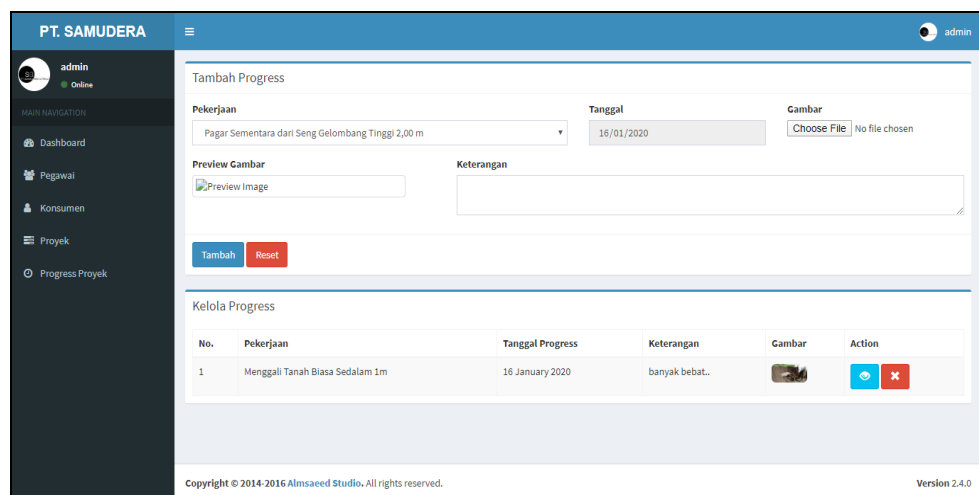 PT. SAMUDERA
admin
admin
Online
MAIN NAVIGATION
Dashboard
Pegawai
Konsumen
Proyek
Progress Proyek
Tambah Progress
Pekerjaan Tanggal Gambar
Pagar Sementara dari Seng Gelombang Tinggi 2,00 m 16/01/2020 Choose File No file chosen
Preview Gambar Keterangan
Preview Image
Tambah Reset
Kelola Progress
No. Pekerjaan Tanggal Progress Keterangan Gambar Action
1 Menggali Tanah Biasa Sedalam 1m 16 January 2020 banyak bebat..
Copyright © 2014-2016 Almsaeed Studio. All rights reserved. Version 2.4.0